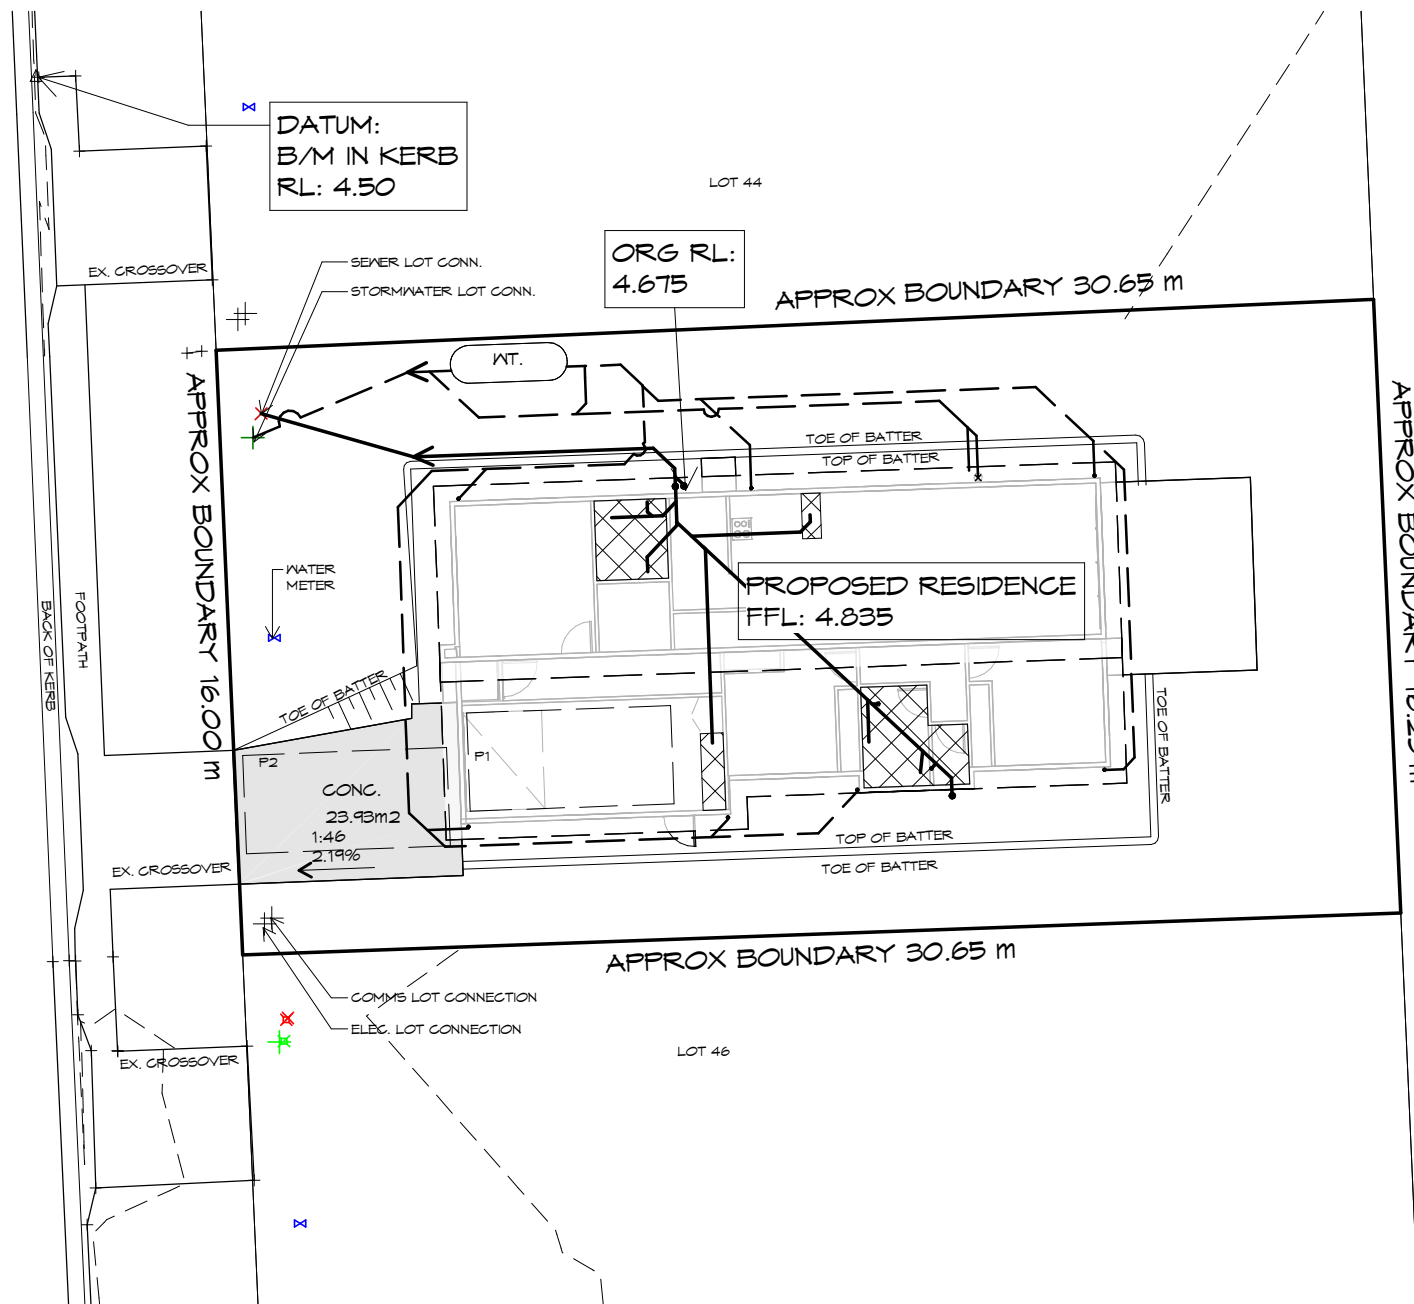 DATUM:
B/M IN KERB
RL: 4.50
LOT 44
ORG RL:
4.675
SEWER LOT CONN.
STORMWATER LOT CONN.
EX. CROSSOVER
APPROX BOUNDARY 30.65 m
WT.
APPROX BOUNDARY 16.00 m
TOE OF BATTER
TOP OF BATTER
WATER
METER
PROPOSED RESIDENCE
FFL: 4.835
BACK OF KERB
FOOTPATH
TOE OF BATTER
TOE OF BATTER
P2
P1
CONC.
23.93m2
1:46
2.19%
EX. CROSSOVER
TOP OF BATTER
TOE OF BATTER
APPROX BOUNDARY 30.65 m
COMMS LOT CONNECTION
ELEC. LOT CONNECTION
EX. CROSSOVER
LOT 46
APPROX BOUNDARY